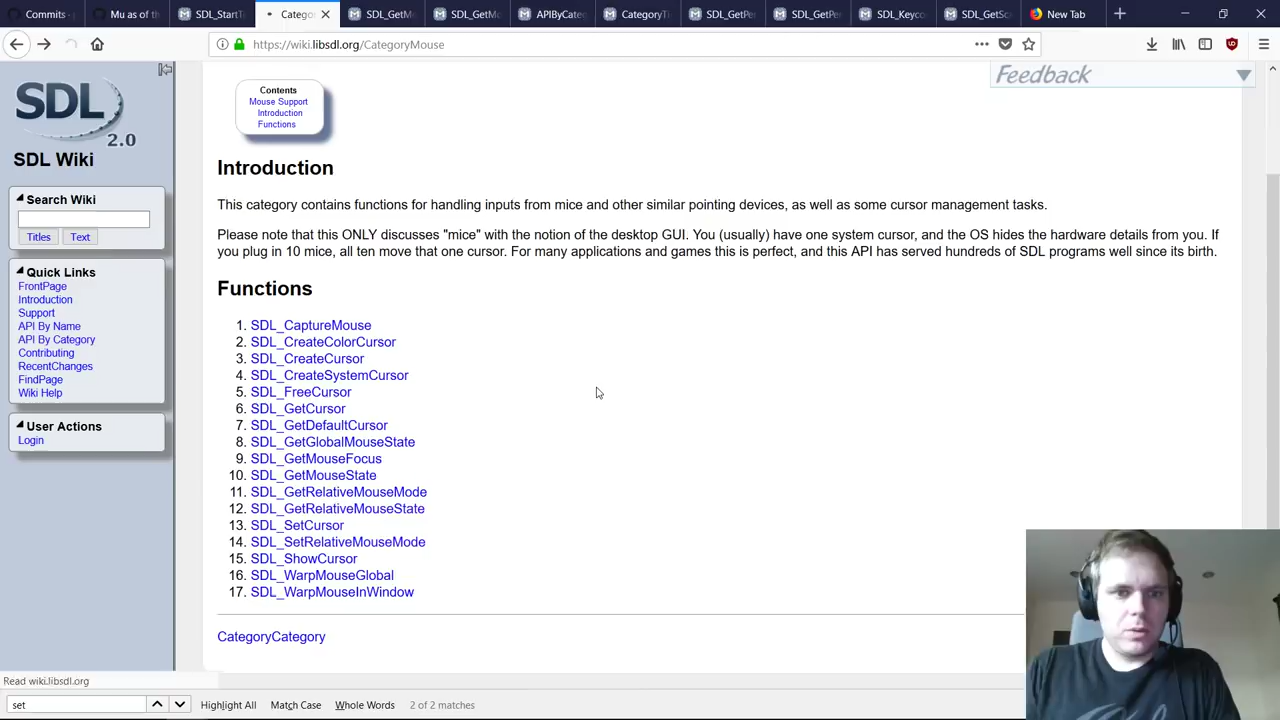 Commits -
Mu as of th
SDL_StartT
Catego
SDL_GetM
SDL_GetMo
APIByCateg
CategoryTi
SDL_GetPer
SDL_GetPer
SDL_Keyco
SDL_GetSca
New Tab
https://wiki.libsdl.org/CategoryMouse
SDL
2.0
SDL Wiki
Search Wiki
Titles Text
Quick Links
FrontPage
Introduction
Support
API By Name
API By Category
Contributing
RecentChanges
FindPage
Wiki Help
User Actions
Login
Feedback
Contents
Mouse Support
Introduction
Functions
Introduction
This category contains functions for handling inputs from mice and other similar pointing devices, as well as some cursor management tasks.
Please note that this ONLY discusses "mice" with the notion of the desktop GUI. You (usually) have one system cursor, and the OS hides the hardware details from you. If
you plug in 10 mice, all ten move that one cursor. For many applications and games this is perfect, and this API has served hundreds of SDL programs well since its birth.
Functions
1. SDL_CaptureMouse
2. SDL_CreateColorCursor
3. SDL_CreateCursor
4. SDL_CreateSystemCursor
5. SDL_FreeCursor
6. SDL_GetCursor
7. SDL_GetDefaultCursor
8. SDL_GetGlobalMouseState
9. SDL_GetMouseFocus
10. SDL_GetMouseState
11. SDL_GetRelativeMouseMode
12. SDL_GetRelativeMouseState
13. SDL_SetCursor
14. SDL_SetRelativeMouseMode
15. SDL_ShowCursor
16. SDL_WarpMouseGlobal
17. SDL_WarpMouseInWindow
CategoryCategory
Read wiki.libsdl.org
set
Highlight All Match Case Whole Words 2 of 2 matches